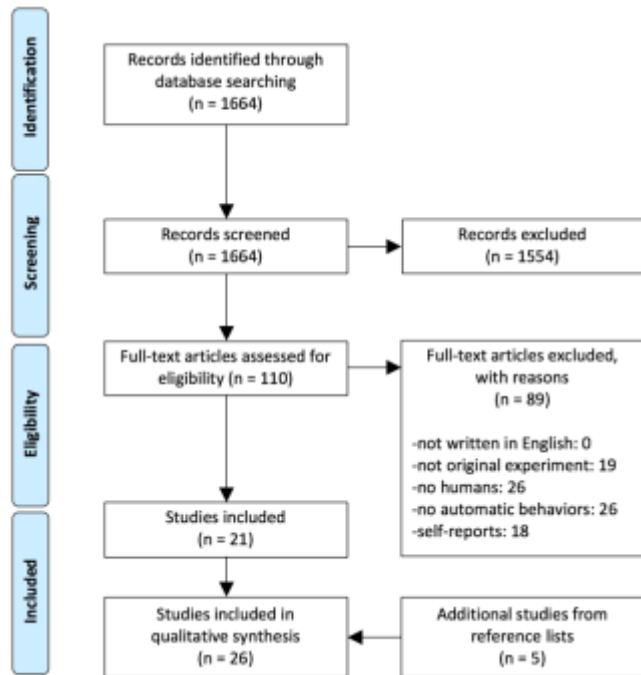 Identification
Records identified through
database searching
(n = 1664)
Screening
Records screened
(n = 1664)
Records excluded
(n = 1554)
Eligibility
Full-text articles assessed for
eligibility (n = 110)
Full-text articles excluded,
with reasons
(n = 89)
-not written in English: 0
-not original experiment: 19
-no humans: 26
-no automatic behaviors: 26
-self-reports: 18
Studies included
(n = 21)
Included
Studies included in
qualitative synthesis
(n = 26)
Additional studies from
reference lists
(n = 5)